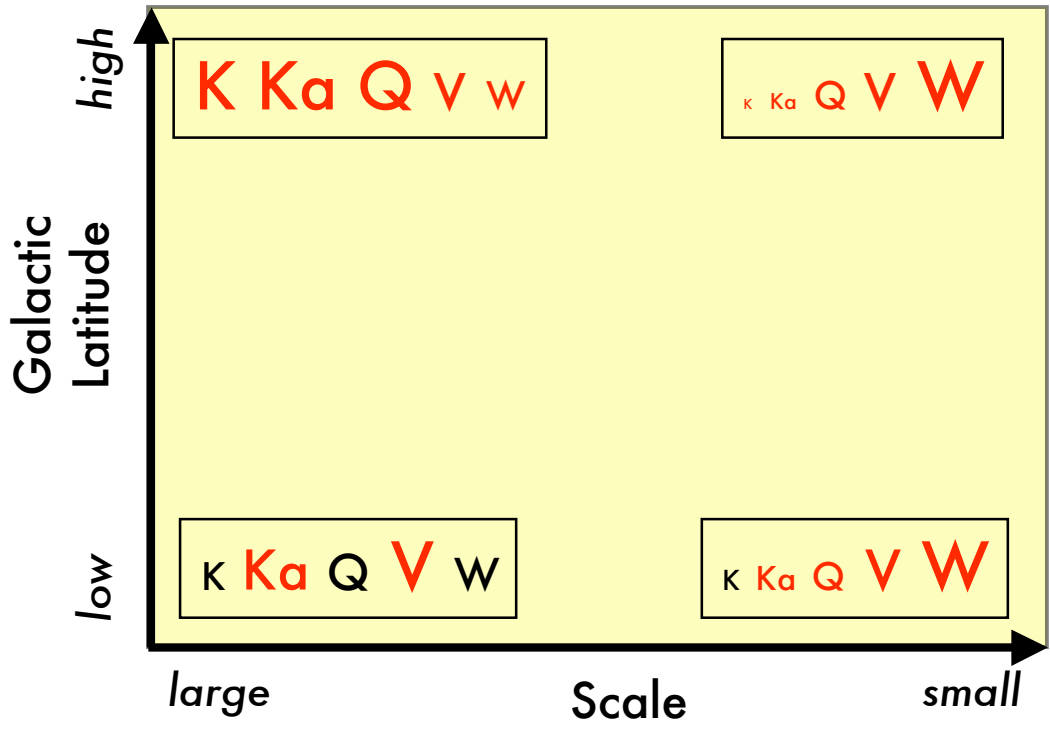 high
K Ka Q V W
K Ka Q V W
Galactic
Latitude
low
K Ka Q V W
K Ka Q V W
large
Scale
small